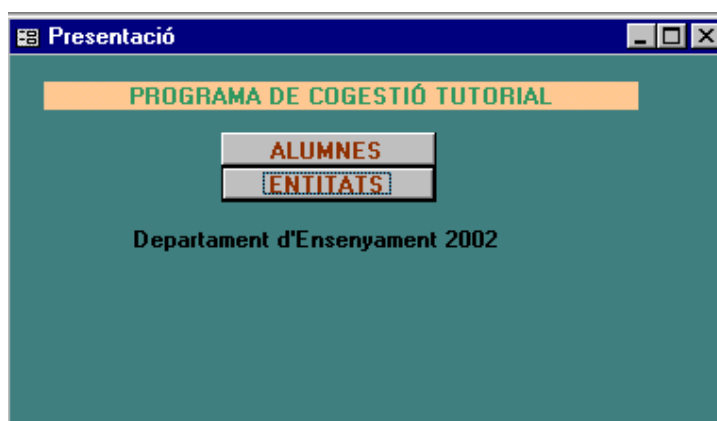 Presentació
PROGRAMA DE COGESTIÓ TUTORIAL
ALUMNES
ENTITATS
Departament d'Ensenyament 2002